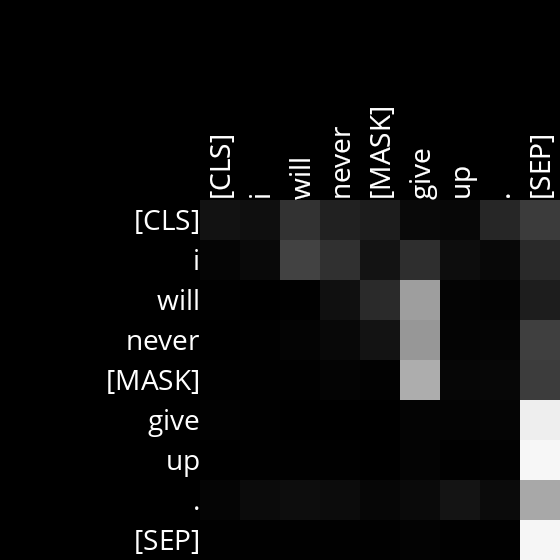 [CLS] i will never [MASK] give up . [SEP]
[CLS]
i
will
never
[MASK]
give
up
.
[SEP]